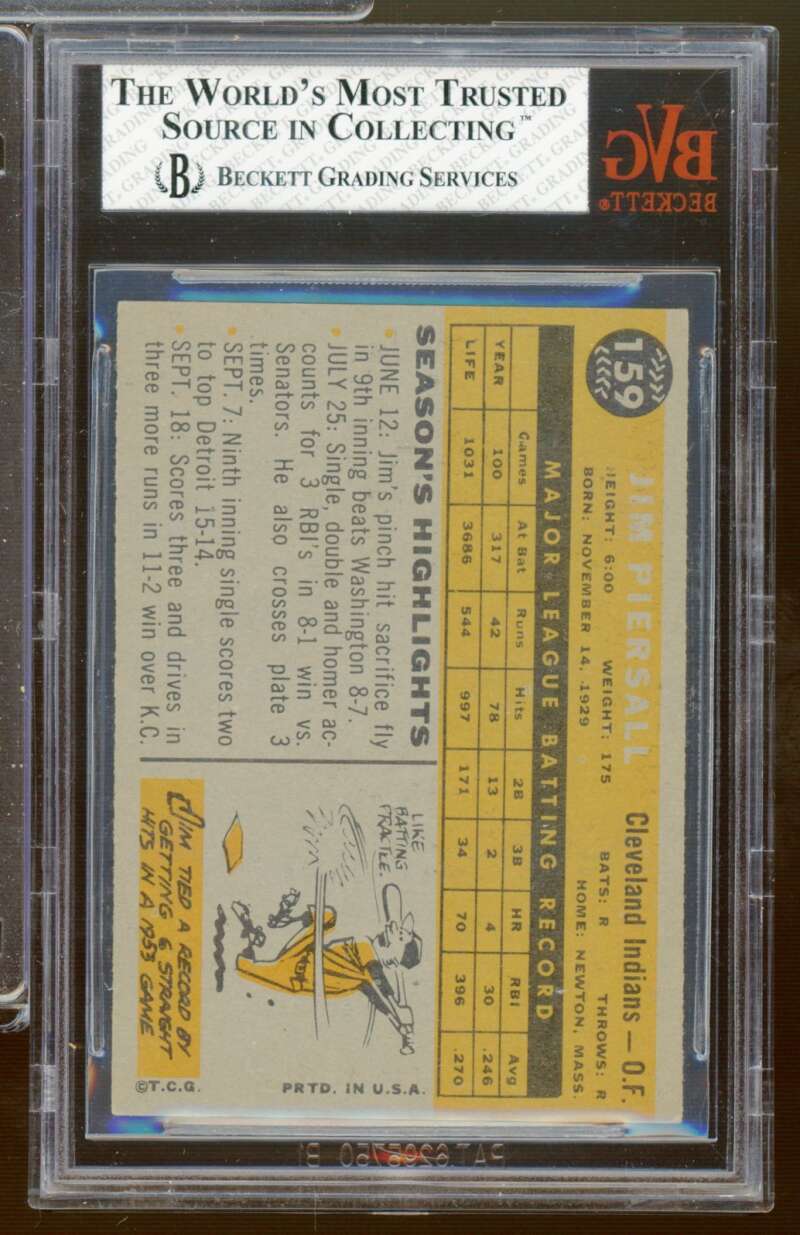 THE WORLD'S MOST TRUSTED
SOURCE IN COLLECTING™
B BECKETT GRADING SERVICES
BVG
BECKETT®
159
JIM PIERSALL Cleveland Indians — O.F.
HEIGHT: 6:00 WEIGHT: 175 BATS: R THROWS: R
BORN: NOVEMBER 14, 1929 HOME: NEWTON, MASS.
MAJOR LEAGUE BATTING RECORD
Games At Bat Runs Hits 2B 3B HR RBI Avg
YEAR 100 317 42 78 13 2 4 30 .246
LIFE 1031 3686 544 997 171 34 70 396 .270
SEASON'S HIGHLIGHTS
• JUNE 12: Jim's pinch hit sacrifice fly
in 9th inning beats Washington 8-7.
• JULY 25: Single, double and homer ac-
counts for 3 RBI's in 8-1 win vs.
Senators. He also crosses plate 3
times.
• SEPT. 7: Ninth inning single scores two
to top Detroit 15-14.
• SEPT. 18: Scores three and drives in
three more runs in 11-2 win over K.C.
LIKE
BATTING
JIM TIED A RECORD BY
GETTING 6 STRAIGHT
HITS IN A 1953 GAME
©T.C.G. PRTD. IN U.S.A.